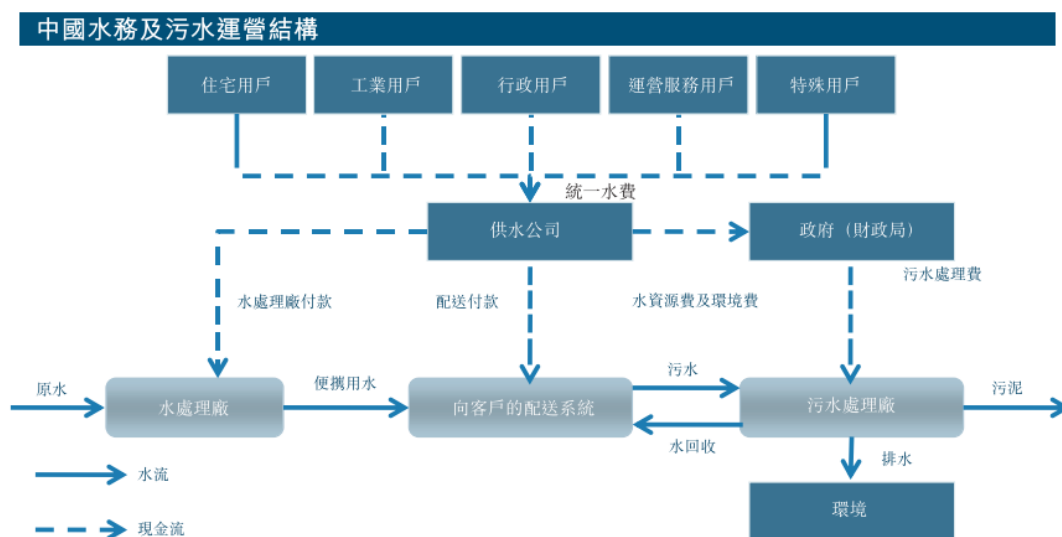 中國水務及污水運營結構
住宅用戶
工業用戶
行政用戶
運營服務用戶
特殊用戶
統一水費
供水公司
政府（財政局）
污水處理費
水處理廠付款
配送付款
水資源費及環境費
原水
水處理廠
便攜用水
向客戶的配送系統
污水
水回收
污水處理廠
污泥
排水
環境
水流
現金流